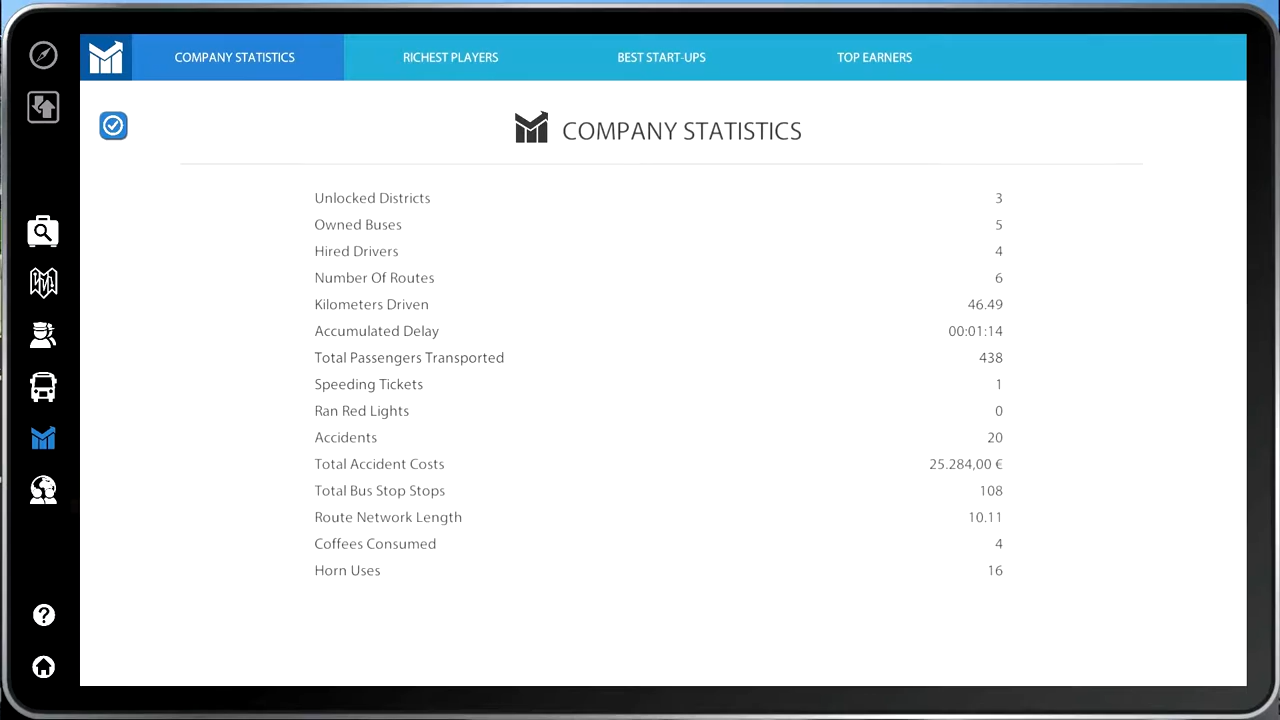 COMPANY STATISTICS RICHEST PLAYERS BEST START-UPS TOP EARNERS
COMPANY STATISTICS
Unlocked Districts 3
Owned Buses 5
Hired Drivers 4
Number Of Routes 6
Kilometers Driven 46.49
Accumulated Delay 00:01:14
Total Passengers Transported 438
Speeding Tickets 1
Ran Red Lights 0
Accidents 20
Total Accident Costs 25.284,00 €
Total Bus Stop Stops 108
Route Network Length 10.11
Coffees Consumed 4
Horn Uses 16
?